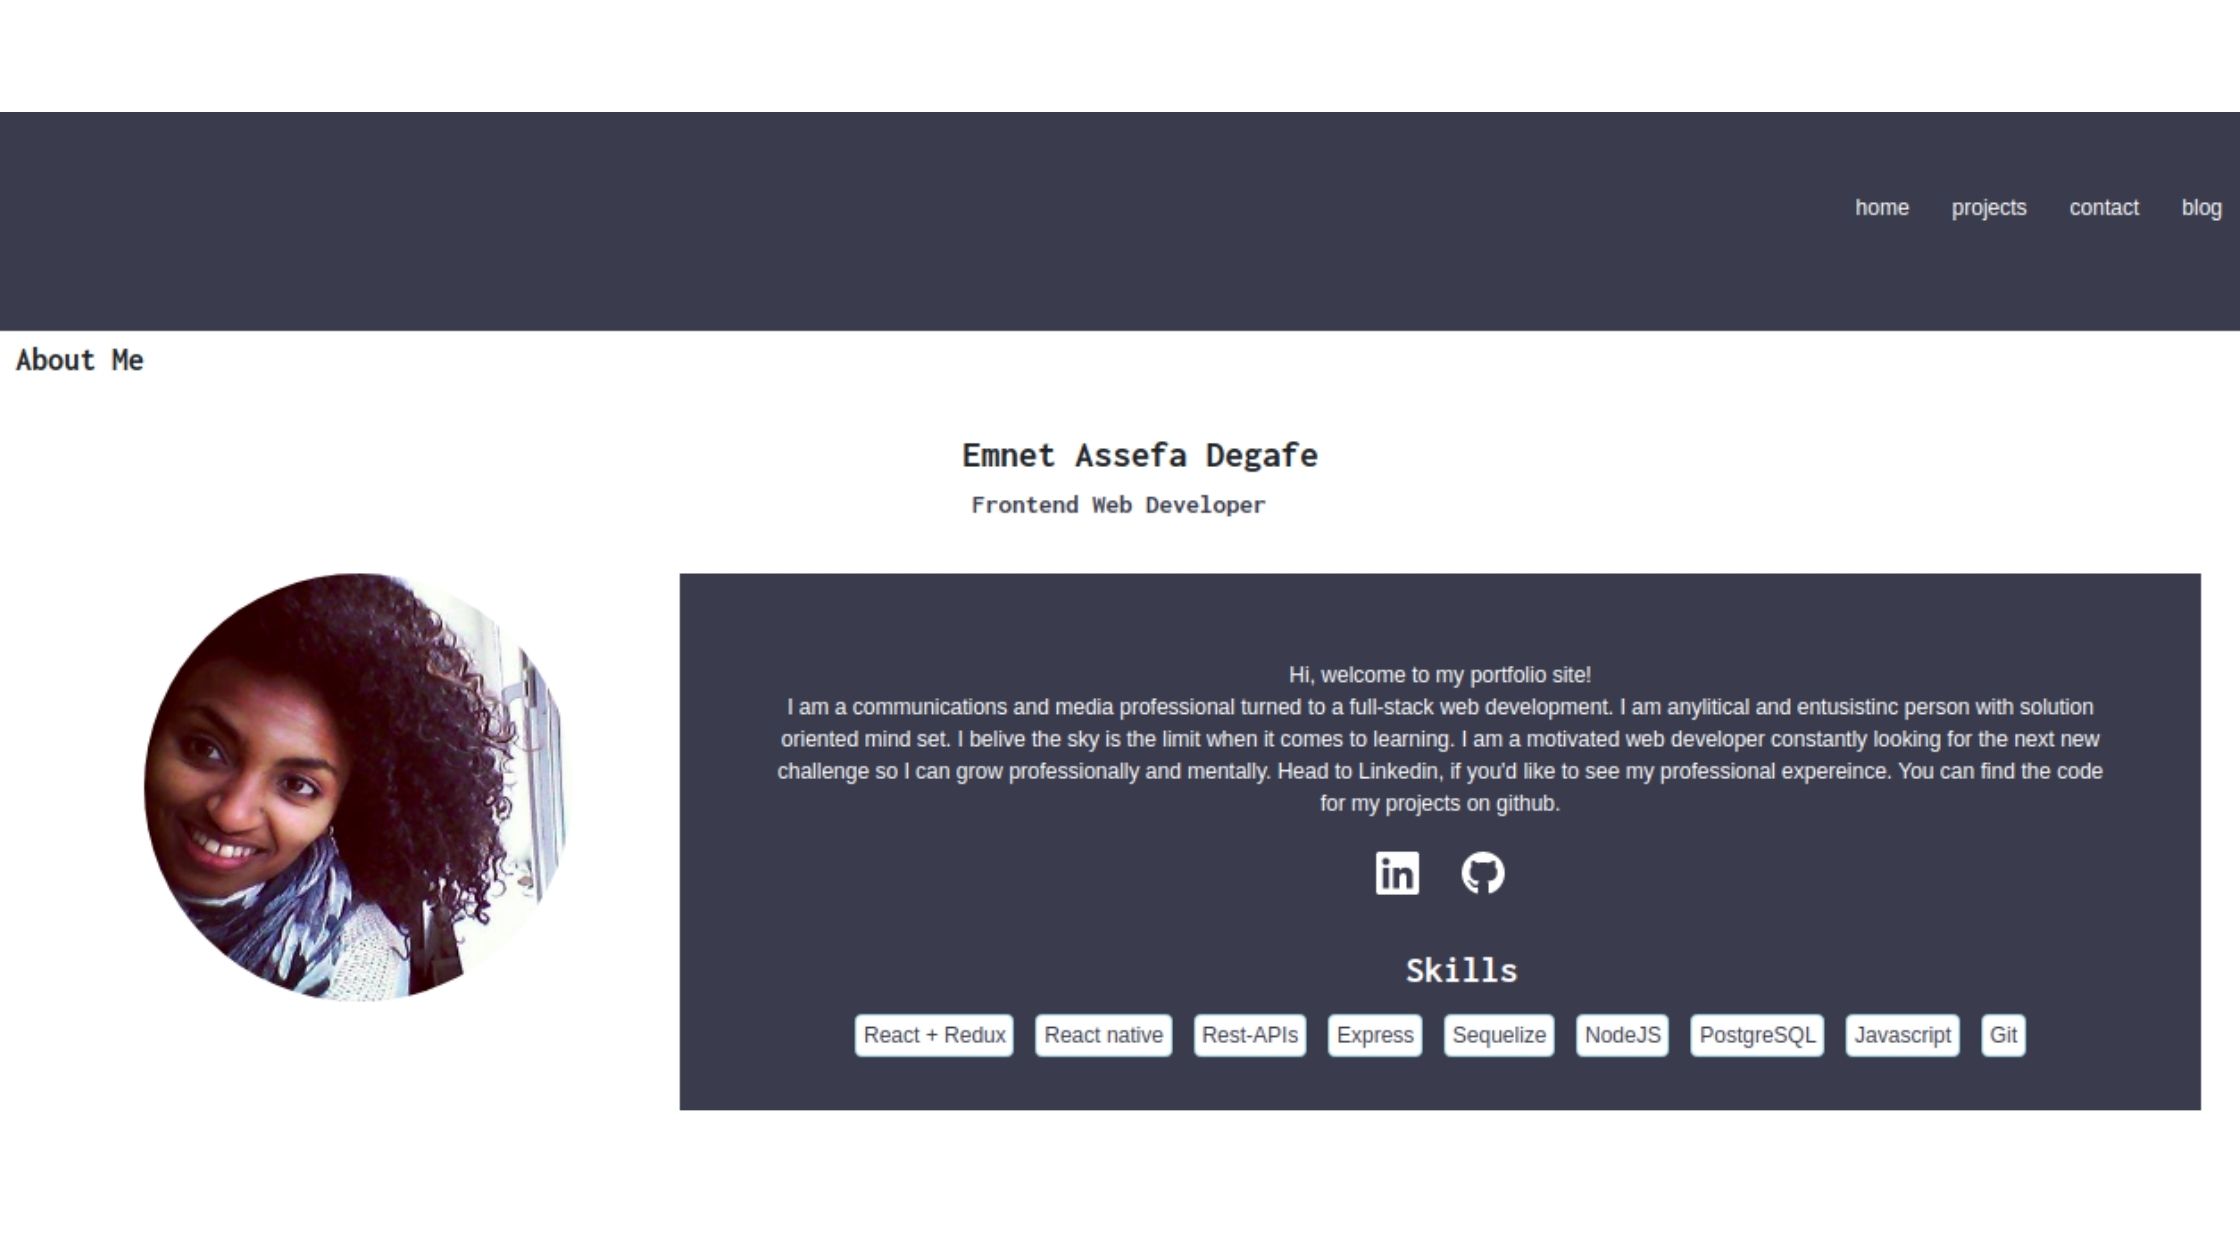 home projects contact blog
About Me
Emnet Assefa Degafe
Frontend Web Developer
Hi, welcome to my portfolio site!
I am a communications and media professional turned to a full-stack web development. I am anylitical and entusistinc person with solution
oriented mind set. I belive the sky is the limit when it comes to learning. I am a motivated web developer constantly looking for the next new
challenge so I can grow professionally and mentally. Head to Linkedin, if you'd like to see my professional expereince. You can find the code
for my projects on github.
in
Skills
React + Redux React native Rest-APIs Express Sequelize NodeJS PostgreSQL Javascript Git